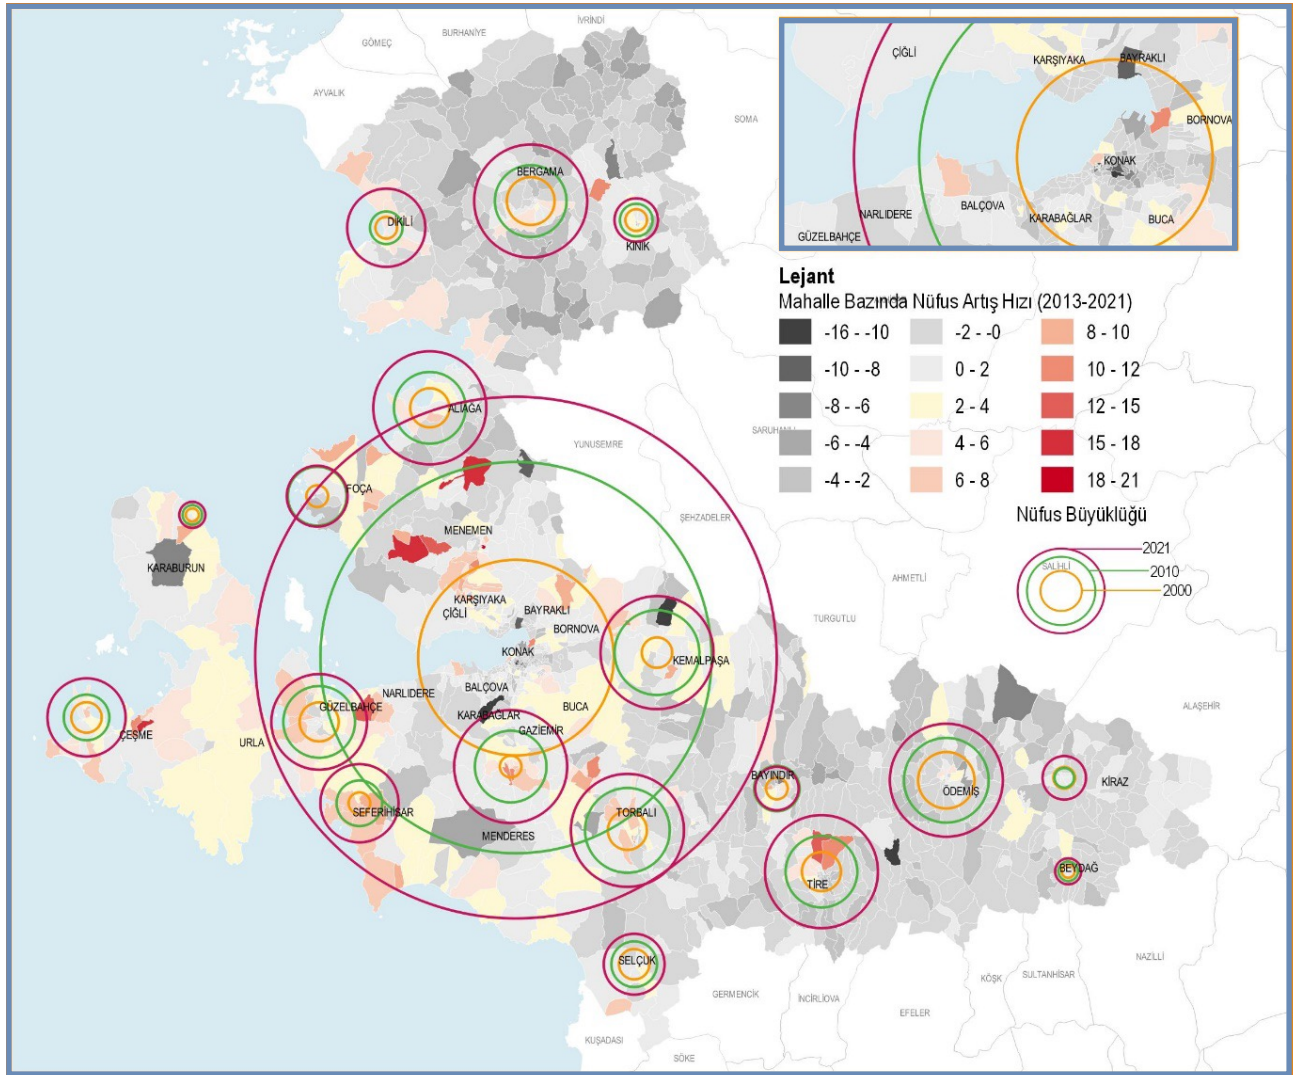 İVRİNDİ
BURHANİYE
GÖMEÇ
AYVALIK
SOMA
BERGAMA
DİKİLİ
KINIK
ÇİĞLİ
KARŞIYAKA
BAYRAKLI
BORNOVA
KONAK
BALÇOVA
NARLIDERE
KARABAĞLAR
BUCA
GÜZELBAHÇE
Lejant
Mahalle Bazında Nüfus Artış Hızı (2013-2021)
-16 - -10
-2 - -0
8 - 10
-10 - -8
0 - 2
10 - 12
-8 - -6
2 - 4
12 - 15
-6 - -4
4 - 6
15 - 18
-4 - -2
6 - 8
18 - 21
Nüfus Büyüklüğü
2021
2010
2000
SALİHLİ
ALİAĞA
YUNUSEMRE
FOÇA
ŞEHZADELER
MENEMEN
KARABURUN
AHMETLİ
KARŞIYAKA
ÇİĞLİ
BAYRAKLI
TURGUTLU
BORNOVA
KONAK
KEMALPAŞA
BALÇOVA
NARLIDERE
GÜZELBAHÇE
KARABAĞLAR
BUCA
ALAŞEHİR
ÇEŞME
URLA
GAZİEMİR
BAYINDIR
KİRAZ
ÖDEMİŞ
SEFERİHİSAR
TORBALI
MENDERES
BEYDAĞ
TİRE
SELÇUK
NAZİLLİ
KÖŞK
SULTANHİSAR
GERMENCİK
İNCİRLİOVA
EFELER
KUŞADASI
SÖKE